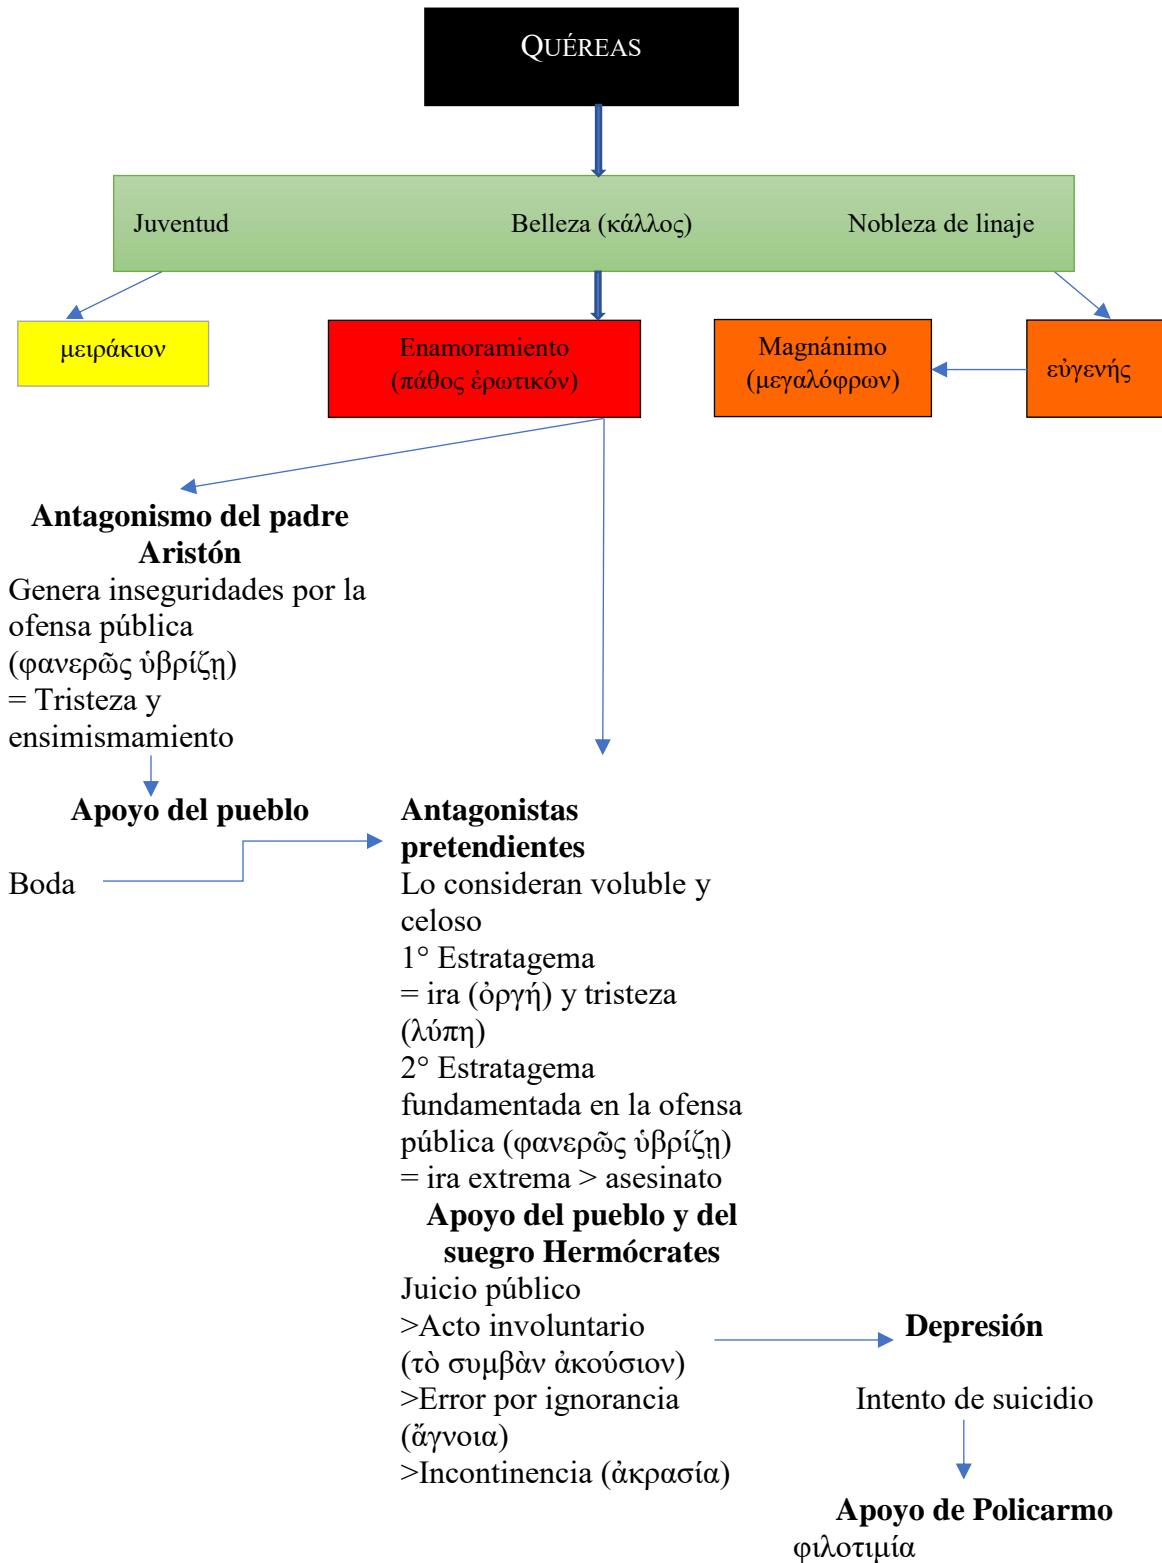 QUÉREAS
Juventud
Belleza (κάλλος)
Nobleza de linaje
μειράκιον
Enamoramiento
(πάθος ἐρωτικόν)
Magnánimo
(μεγαλόφρων)
εὐγενής
Antagonismo del padre
Aristón
Genera inseguridades por la
ofensa pública
(φανερῶς ὑβρίζῃ)
= Tristeza y
ensimismamiento
Apoyo del pueblo
Boda
Antagonistas
pretendientes
Lo consideran voluble y
celoso
1° Estratagema
= ira (ὀργή) y tristeza
(λύπη)
2° Estratagema
fundamentada en la ofensa
pública (φανερῶς ὑβρίζῃ)
= ira extrema > asesinato
Apoyo del pueblo y del
suegro Hermócrates
Juicio público
>Acto involuntario
(τὸ συμβὰν ἀκούσιον)
>Error por ignorancia
(ἄγνοια)
>Incontinencia (ἀκρασία)
Depresión
Intento de suicidio
Apoyo de Policarmo
φιλοτιμία